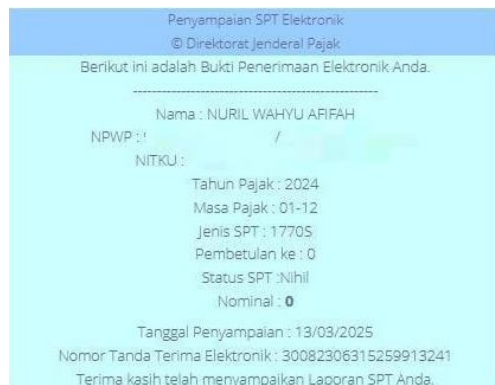 Penyampaian SPT Elektronik
© Direktorat Jenderal Pajak
Berikut ini adalah Bukti Penerimaan Elektronik Anda.
----------------------------------------------------
Nama : NURIL WAHYU AFIFAH
NPWP : /
NITKU :
Tahun Pajak : 2024
Masa Pajak : 01-12
Jenis SPT : 1770S
Pembetulan ke : 0
Status SPT :Nihil
Nominal : 0
Tanggal Penyampaian : 13/03/2025
Nomor Tanda Terima Elektronik : 30082306315259913241
Terima kasih telah menyampaikan Laporan SPT Anda.